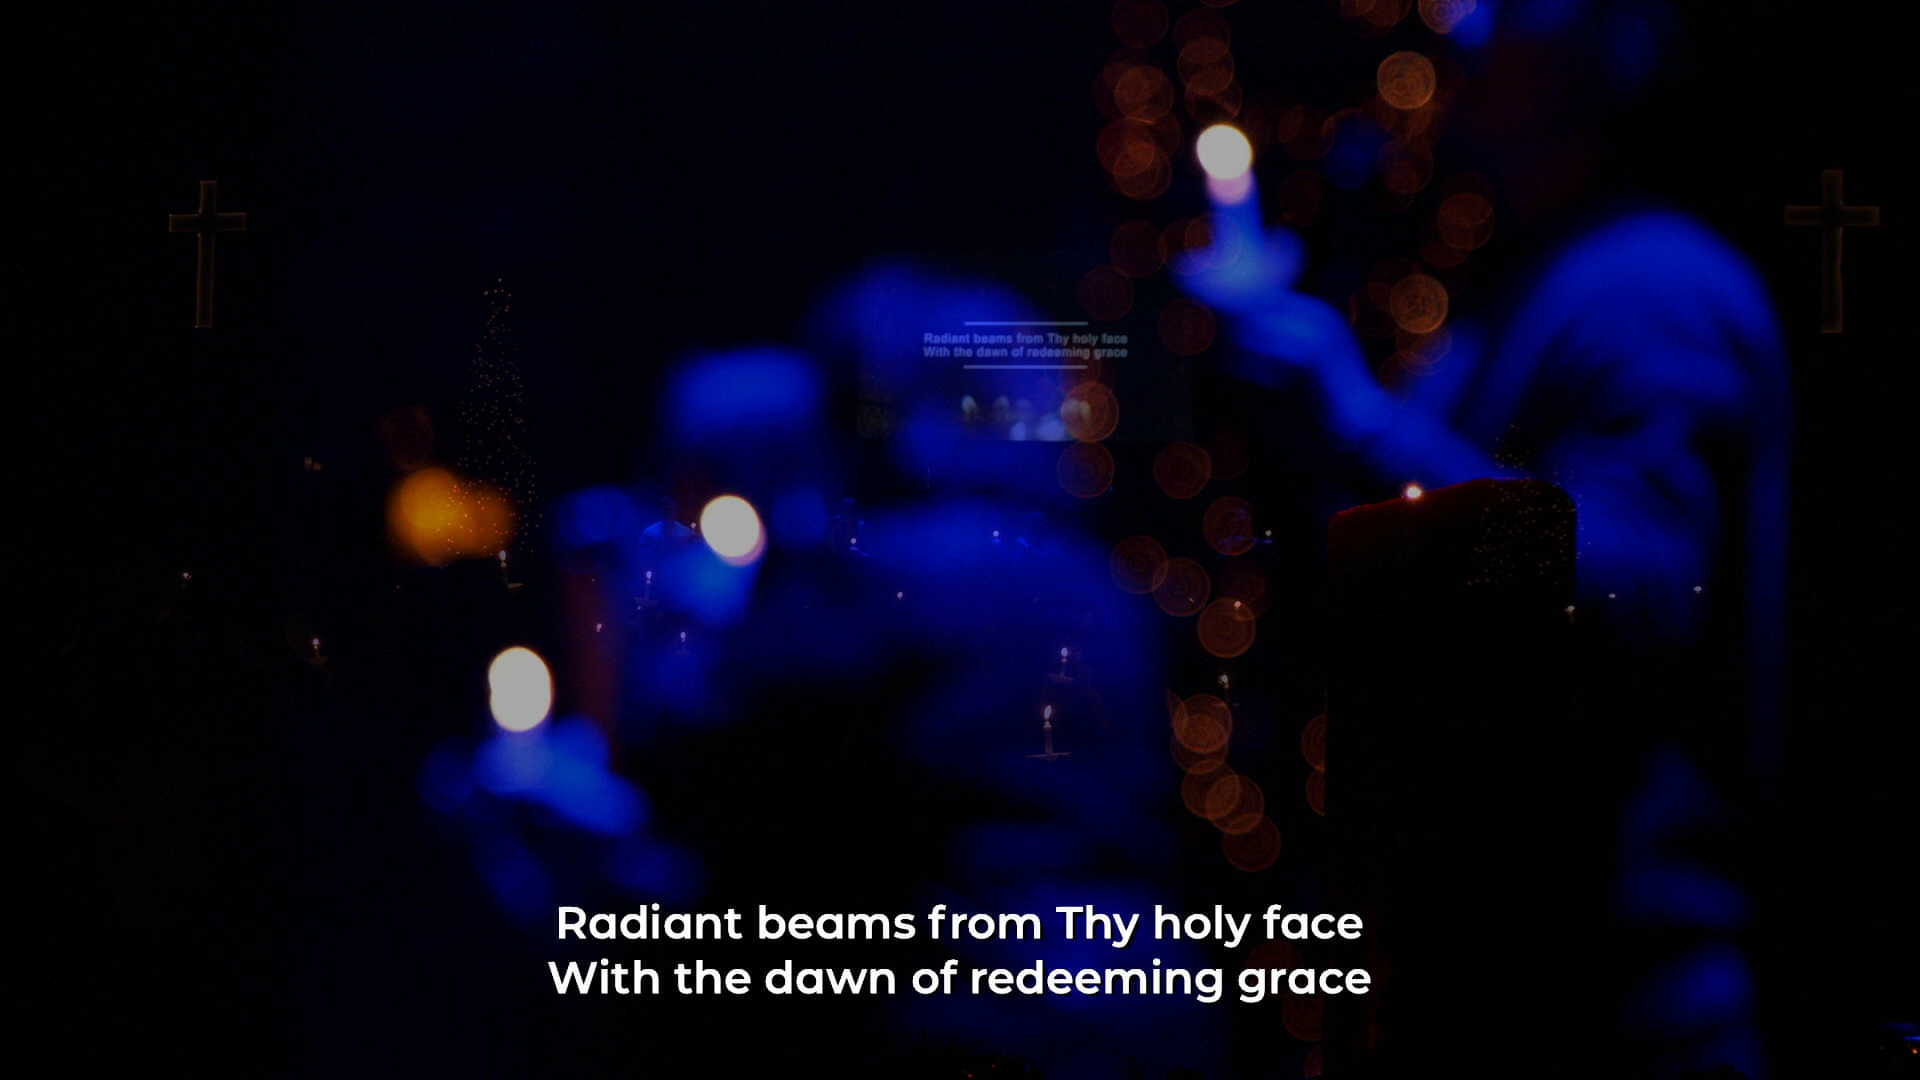 Radiant beams from Thy holy face
With the dawn of redeeming grace
Radiant beams from Thy holy face
With the dawn of redeeming grace